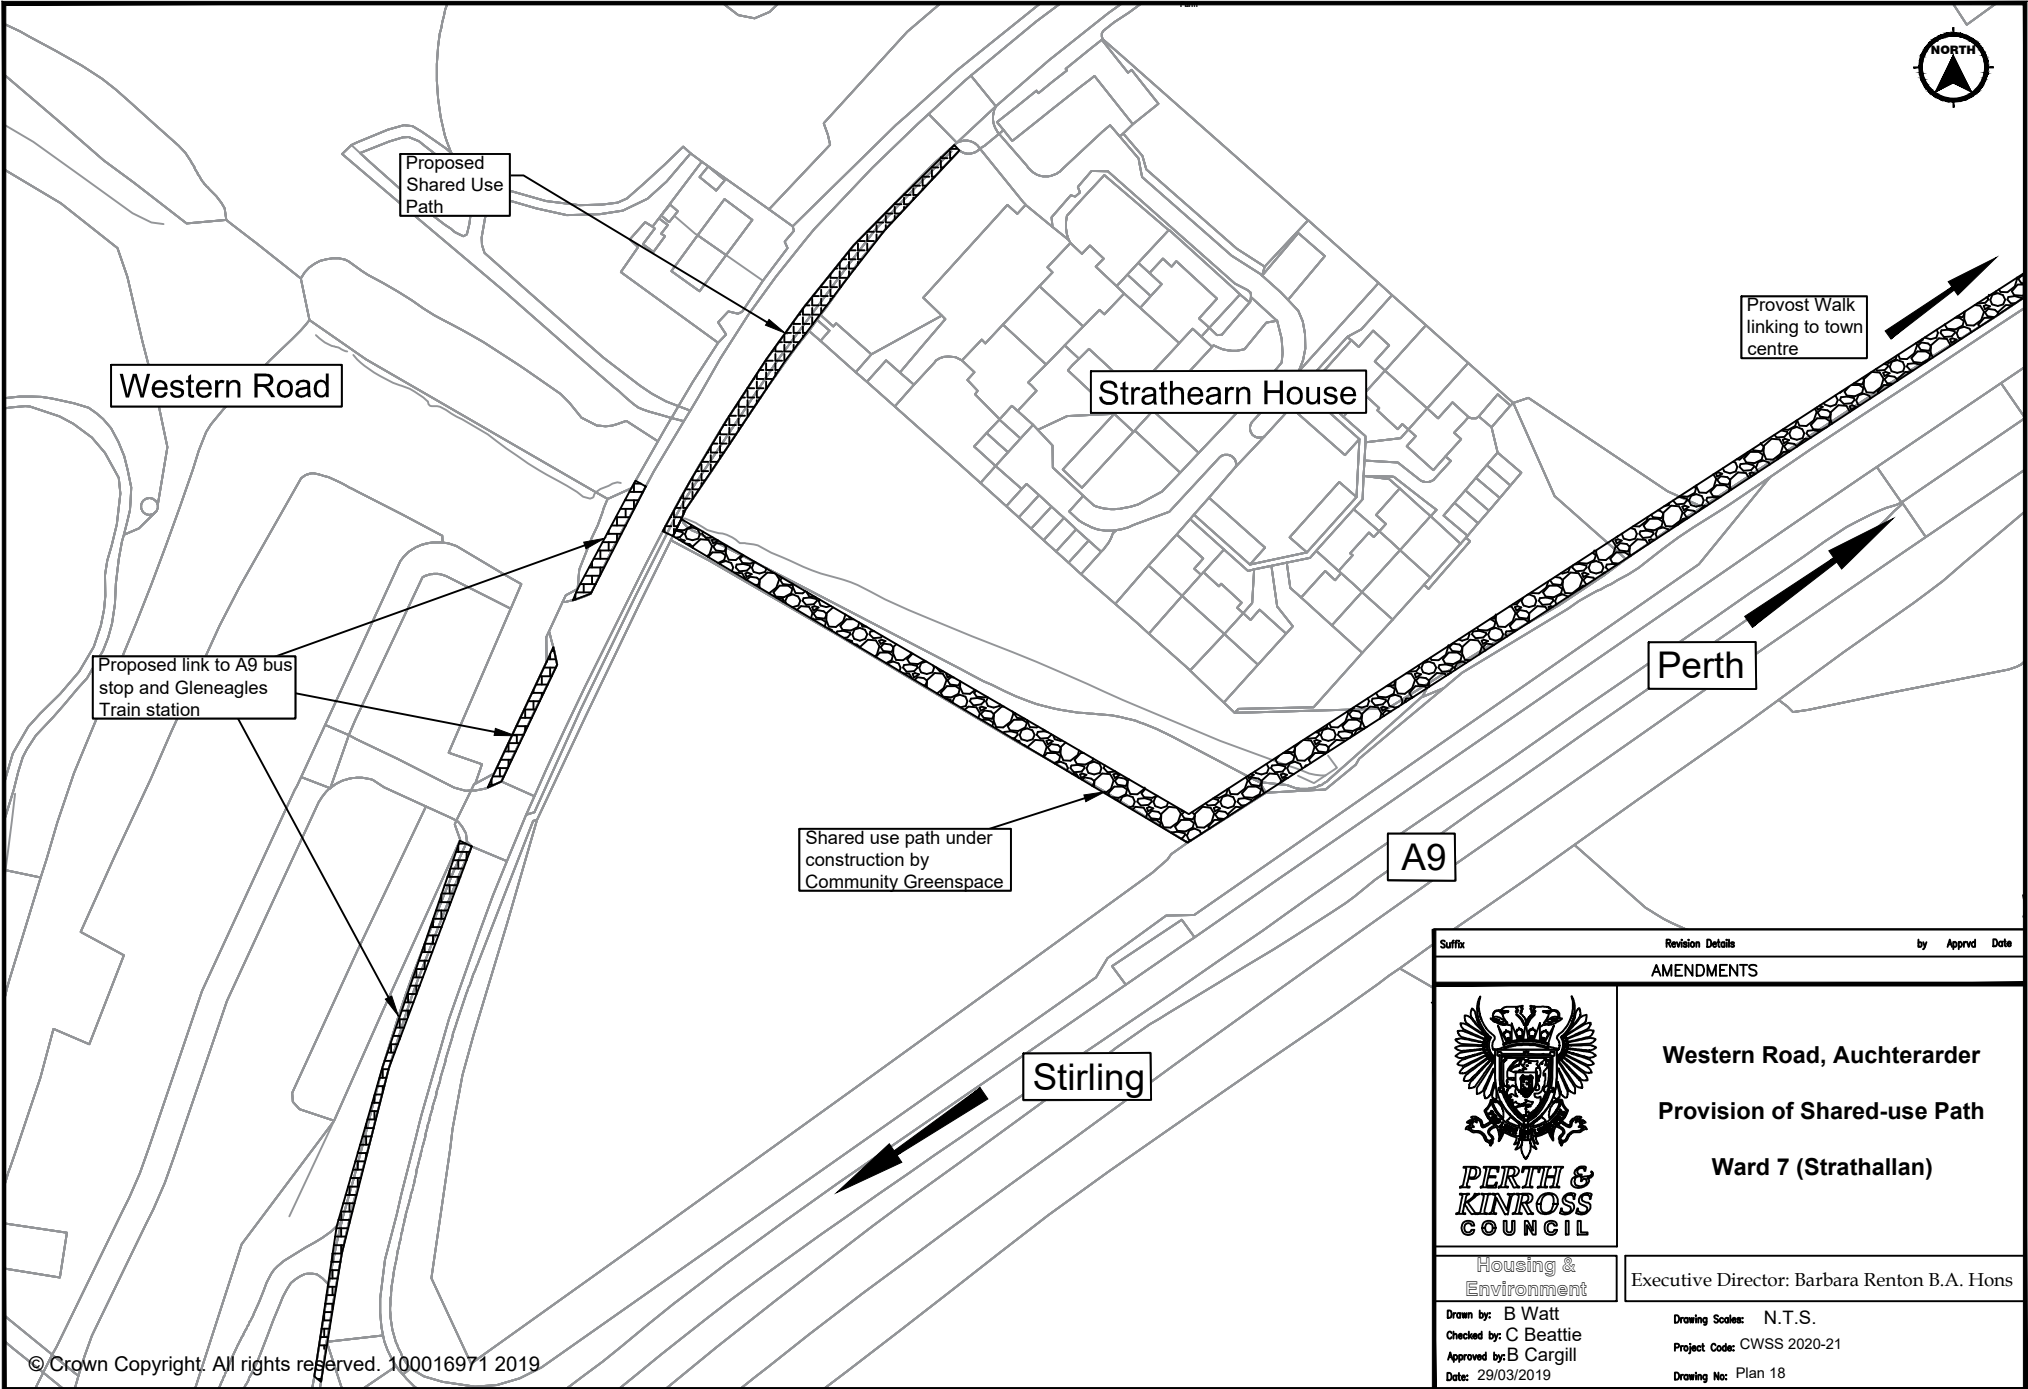 NORTH
Proposed
Shared Use
Path
Provost Walk
linking to town
centre
Western Road
Strathearn House
Proposed link to A9 bus
stop and Gleneagles
Train station
Perth
Shared use path under
construction by
Community Greenspace
A9
Stirling
Suffix Revision Details by Apprvd Date
AMENDMENTS
PERTH &
KINROSS
COUNCIL
Western Road, Auchterarder
Provision of Shared-use Path
Ward 7 (Strathallan)
Housing &
Environment
Executive Director: Barbara Renton B.A. Hons
Drawn by: B Watt
Checked by: C Beattie
Approved by: B Cargill
Date: 29/03/2019
Drawing Scales: N.T.S.
Project Code: CWSS 2020-21
Drawing No: Plan 18
© Crown Copyright. All rights reserved. 100016971 2019